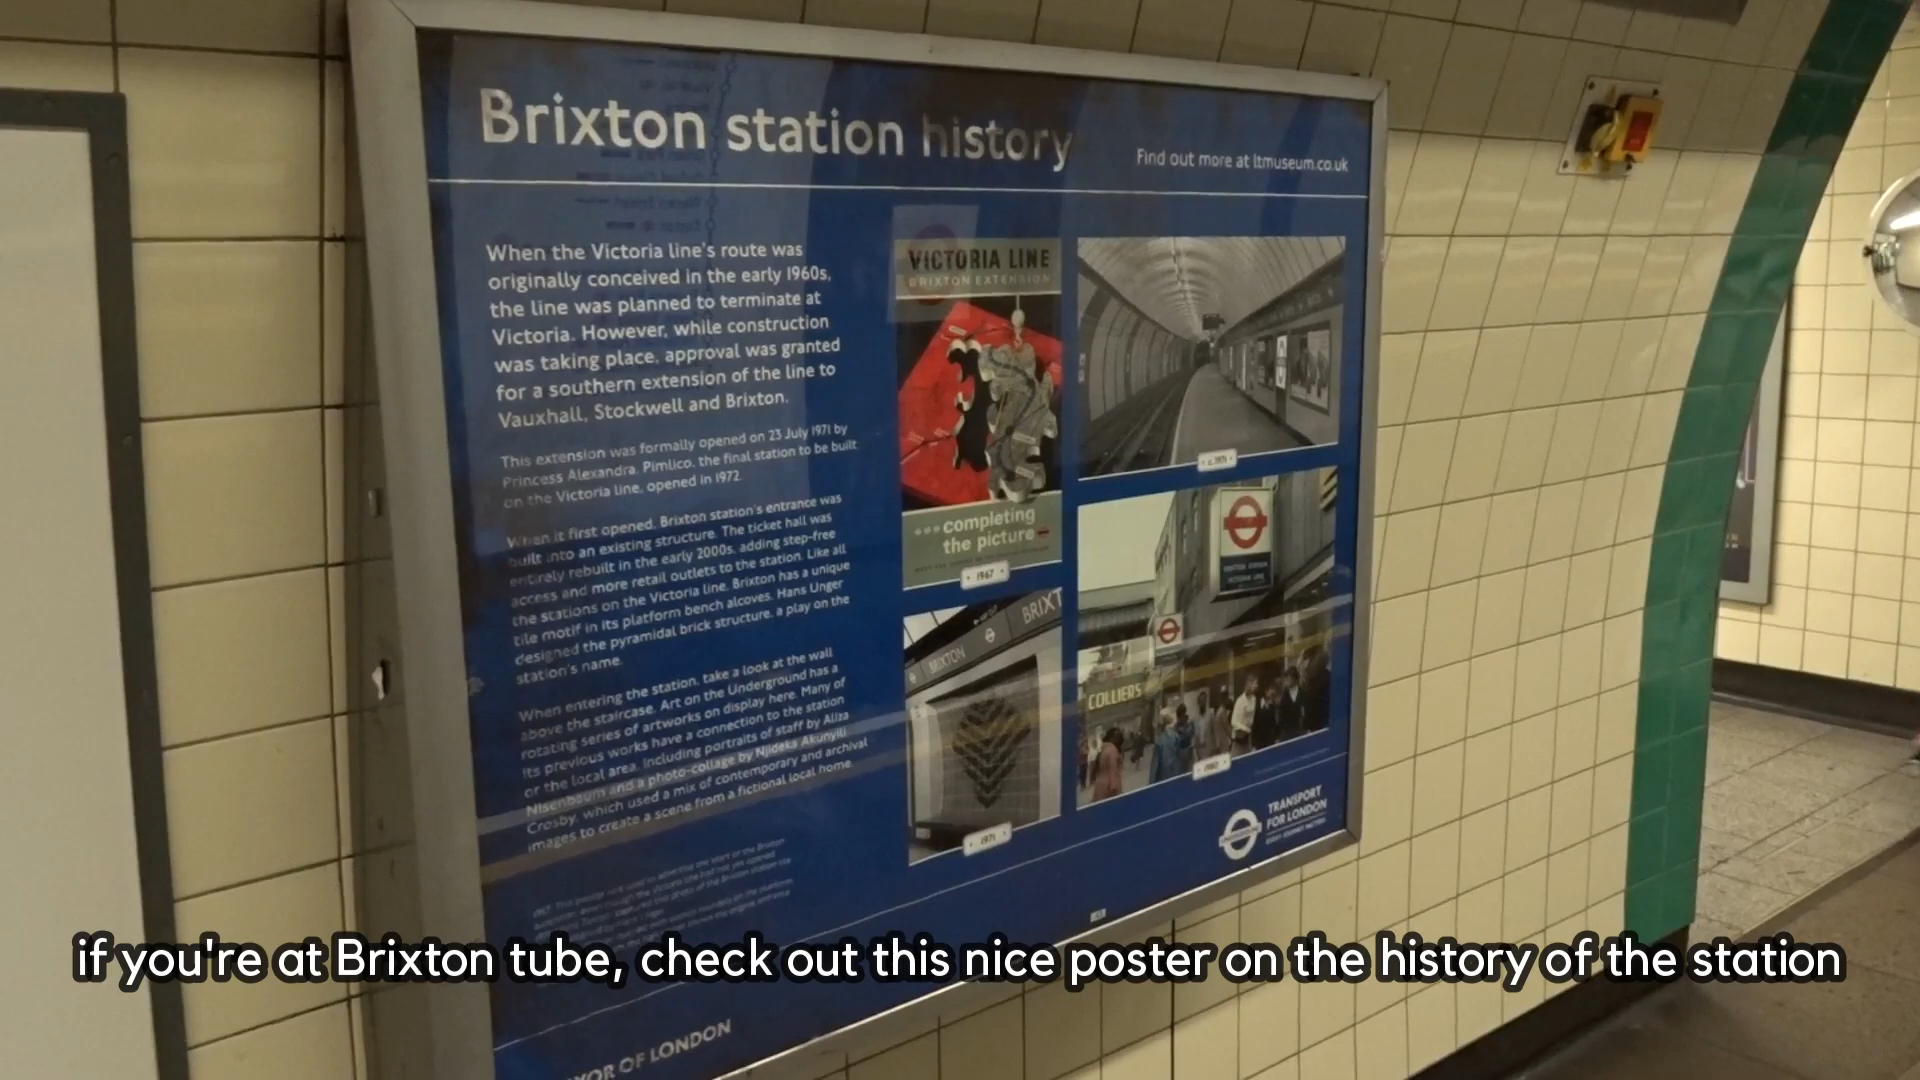 Brixton station history
Find out more at ltmuseum.co.uk
When the Victoria line's route was
originally conceived in the early 1960s,
the line was planned to terminate at
Victoria. However, while construction
was taking place, approval was granted
for a southern extension of the line to
Vauxhall, Stockwell and Brixton.
This extension was formally opened on 23 July 1971 by
Princess Alexandra. Pimlico, the final station to be built
on the Victoria line, opened in 1972.
When it first opened, Brixton station's entrance was
built into an existing structure. The ticket hall was
entirely rebuilt in the early 2000s, adding step-free
access and more retail outlets to the station. Like all
the stations on the Victoria line, Brixton has a unique
tile motif in its platform bench alcoves. Hans Unger
designed the pyramidal brick structure, a play on the
station's name.
When entering the station, take a look at the wall
above the staircase. Art on the Underground has a
rotating series of artworks on display here. Many of
its previous works have a connection to the station
or the local area, including portraits of staff by Aliza
Nisenbaum and a photo-collage by Njideka Akunyili
Crosby, which used a mix of contemporary and archival
images to create a scene from a fictional local home.
VICTORIA LINE
BRIXTON EXTENSION
completing
the picture
1967
c.1971
BRIXT
BRIXTON
1971
COLLIERS
TRANSPORT
FOR LONDON
EVERY JOURNEY MATTERS
UNDERGROUND
if you're at Brixton tube, check out this nice poster on the history of the station
YOR OF LONDON